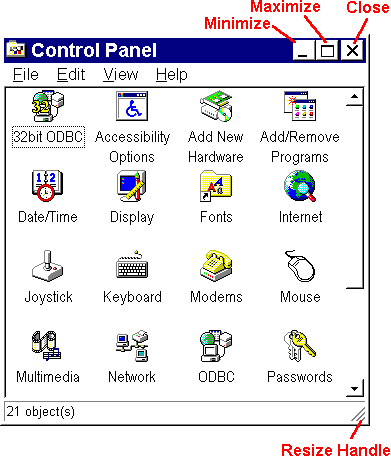 Maximize
Close
Minimize
Control Panel
File Edit View Help
32bit ODBC Accessibility Options Add New Hardware Add/Remove Programs
Date/Time Display Fonts Internet
Joystick Keyboard Modems Mouse
Multimedia Network ODBC Passwords
21 object(s)
Resize Handle